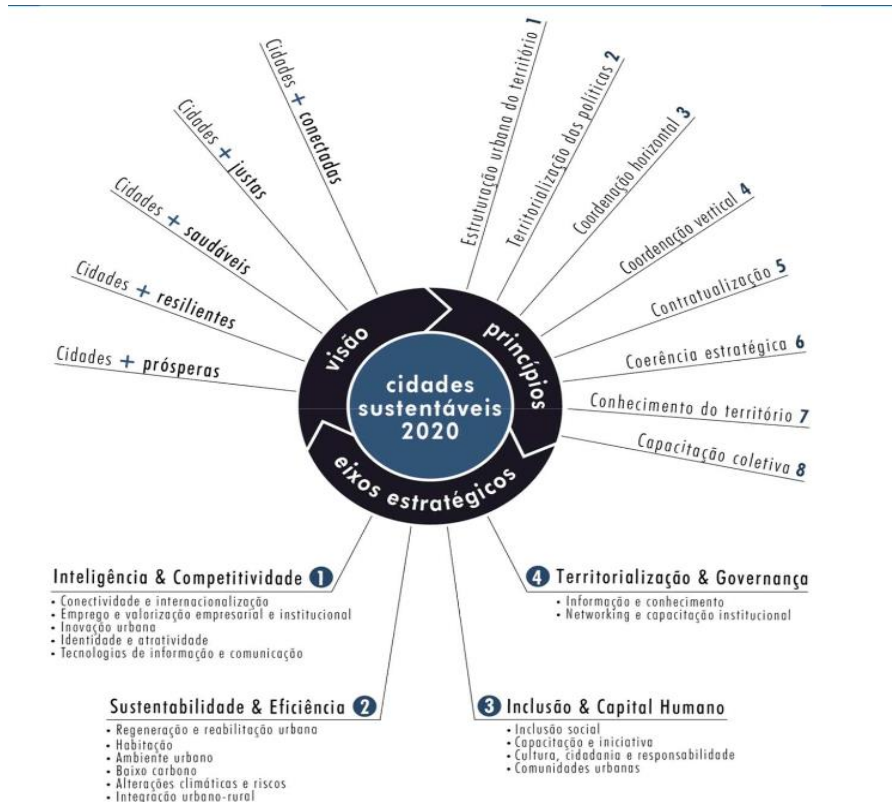 Cidades + conectadas
Cidades + justas
Cidades + saudáveis
Cidades + resilientes
Cidades + prósperas
Estruturação urbana do território 1
Territorialização das políticas 2
Coordenação horizontal 3
Coordenação vertical 4
Contratualização 5
Coerência estratégica 6
Conhecimento do território 7
Capacitação coletiva 8
visão
princípios
eixos estratégicos
cidades
sustentáveis
2020
Inteligência & Competitividade 1
• Conectividade e internacionalização
• Emprego e valorização empresarial e institucional
• Inovação urbana
• Identidade e atratividade
• Tecnologias de informação e comunicação
Sustentabilidade & Eficiência 2
• Regeneração e reabilitação urbana
• Habitação
• Ambiente urbano
• Baixo carbono
• Alterações climáticas e riscos
• Integração urbano-rural
3 Inclusão & Capital Humano
• Inclusão social
• Capacitação e iniciativa
• Cultura, cidadania e responsabilidade
• Comunidades urbanas
4 Territorialização & Governança
• Informação e conhecimento
• Networking e capacitação institucional